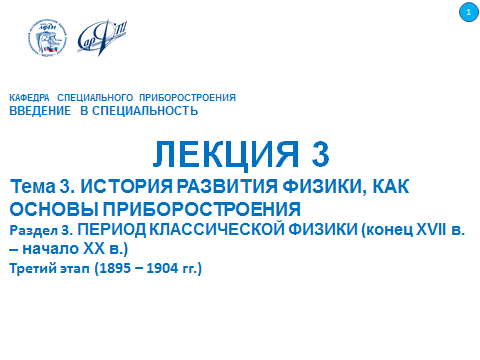 1
КАФЕДРА СПЕЦИАЛЬНОГО ПРИБОРОСТРОЕНИЯ
ВВЕДЕНИЕ В СПЕЦИАЛЬНОСТЬ
ЛЕКЦИЯ 3
Тема 3. ИСТОРИЯ РАЗВИТИЯ ФИЗИКИ, КАК
ОСНОВЫ ПРИБОРОСТРОЕНИЯ
Раздел 3. ПЕРИОД КЛАССИЧЕСКОЙ ФИЗИКИ (конец XVII в.
– начало XX в.)
Третий этап (1895 – 1904 гг.)